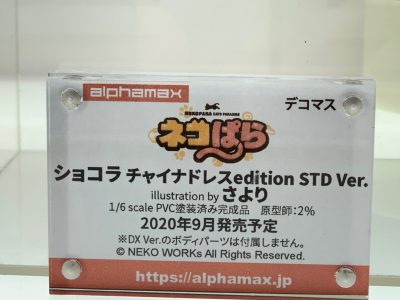 alphamax
デコマス
NEKOPARA CATS PARADISE
ネコぱら
ショコラ チャイナドレスedition STD Ver.
illustration by さより
1/6 scale PVC塗装済み完成品 原型師：2%
2020年9月発売予定
※DX Ver.のボディパーツは付属しません。
© NEKO WORKs All Rights Reserved.
https://alphamax.jp